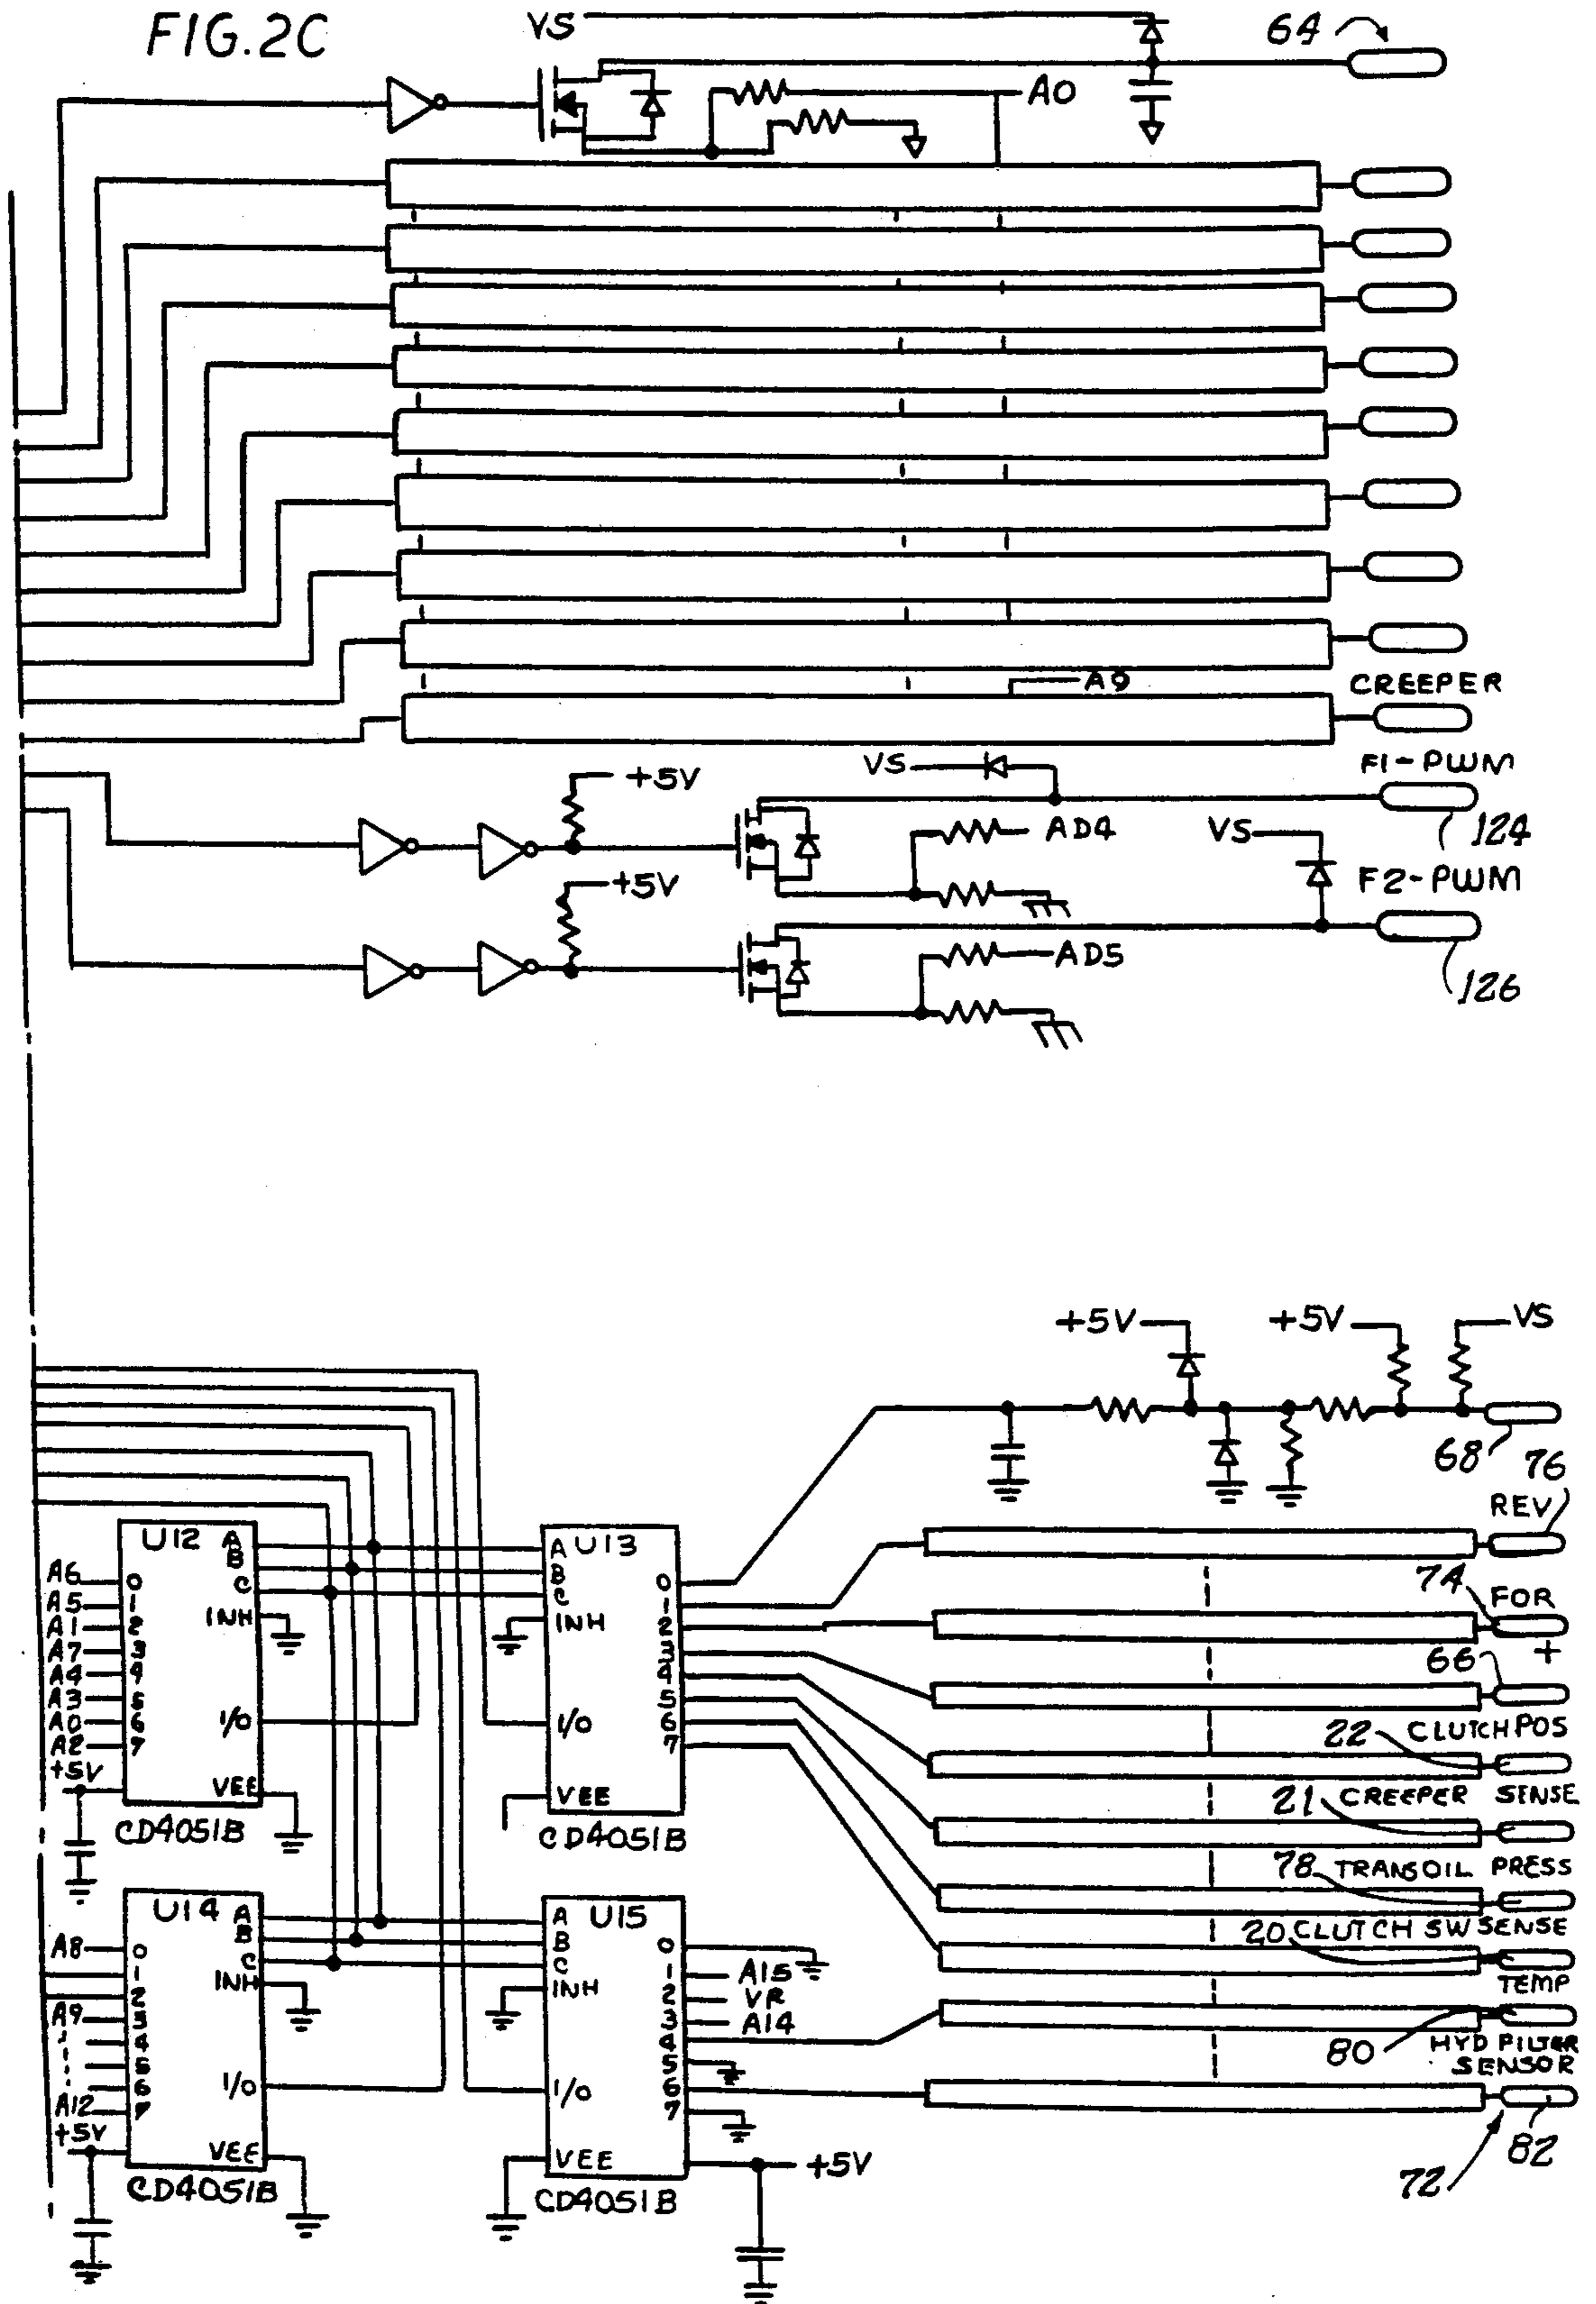 FIG.2C
VS
64
A0
A9
CREEPER
VS
F1-PWM
+5V
124
AD4
VS
+5V
F2-PWM
AD5
126
+5V
+5V
VS
68
76
REV
U12
A
B
C
INH
I/O
VEE
A6
A5
A1
A7
A4
A3
A0
A2
+5V
0
1
2
3
4
5
6
7
CD4051B
U13
A
B
C
INH
I/O
VEE
0
1
2
3
4
5
6
7
CD4051B
74
FOR
+
66
22
CLUTCH POS
21
CREEPER SENSE
78
TRANSOIL PRESS
20
CLUTCH SW SENSE
TEMP
80
HYD FILTER
SENSOR
72
82
U14
A
B
C
INH
I/O
VEE
A8
A9
A12
+5V
0
1
2
3
4
5
6
7
CD4051B
U15
A
B
C
INH
I/O
VEE
0
1
2
3
4
5
6
7
A15
VR
A14
+5V
CD4051B